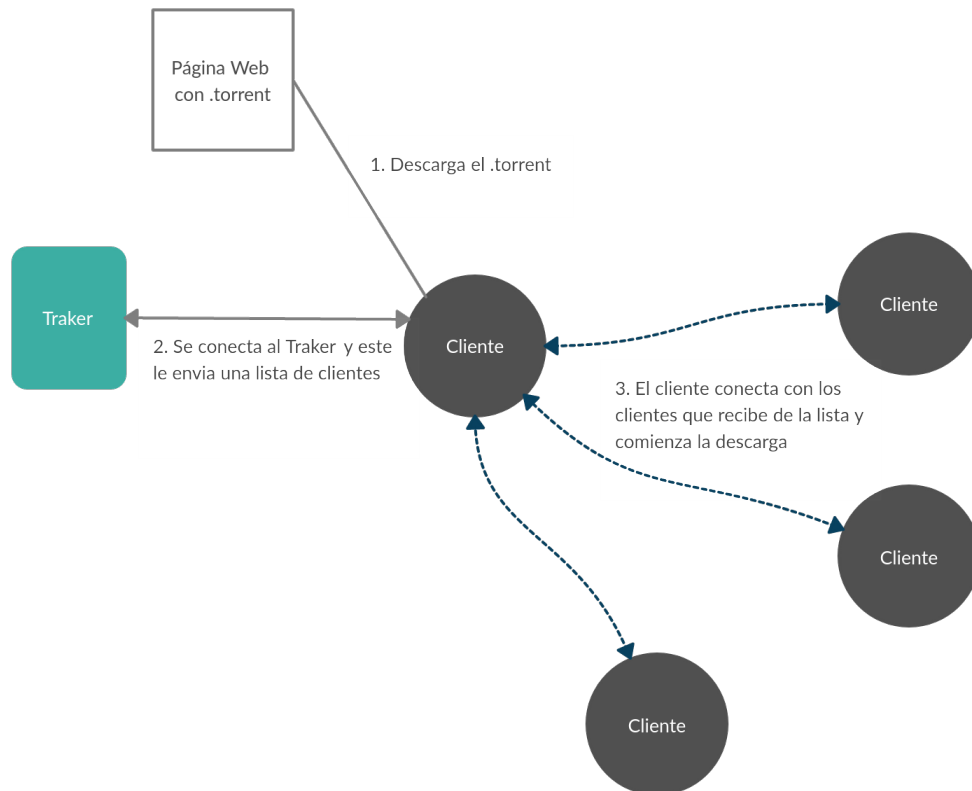 Página Web
con .torrent
1. Descarga el .torrent
Traker
2. Se conecta al Traker y este
le envia una lista de clientes
Cliente
Cliente
3. El cliente conecta con los
clientes que recibe de la lista y
comienza la descarga
Cliente
Cliente